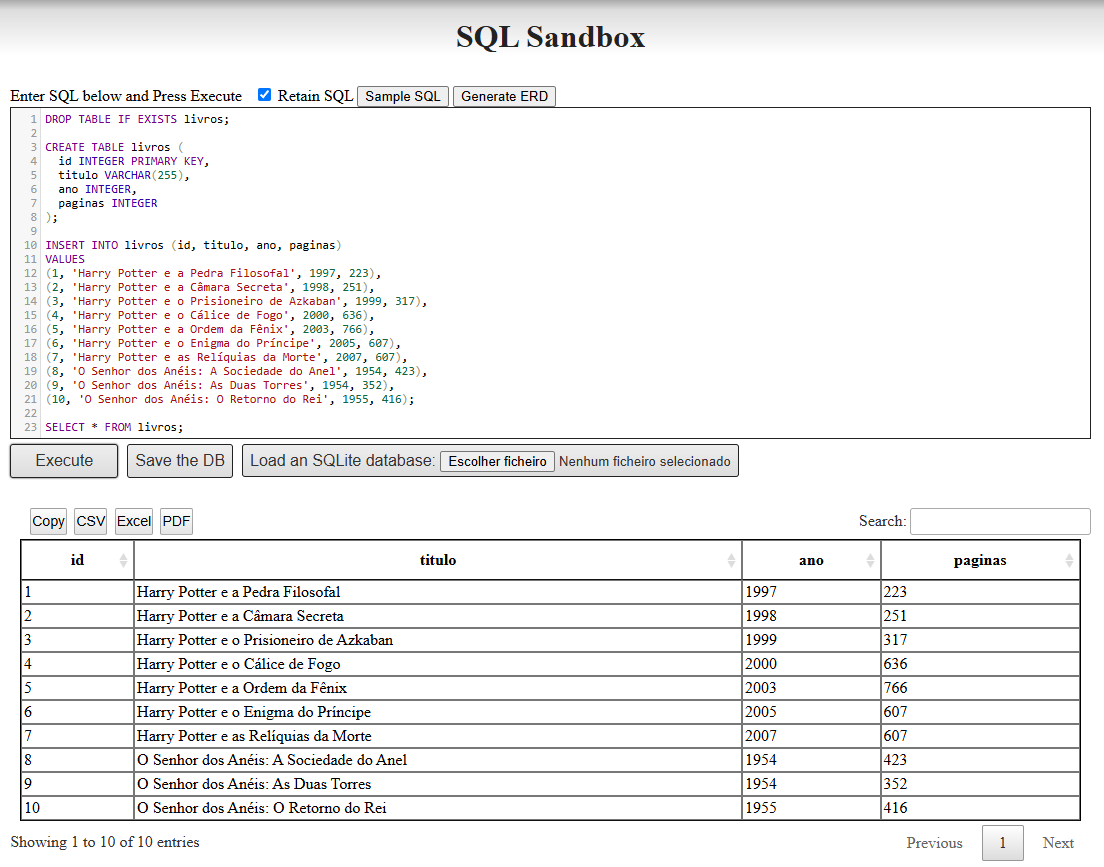 SQL Sandbox
Enter SQL below and Press Execute Retain SQL Sample SQL Generate ERD
1 DROP TABLE IF EXISTS livros;
2
3 CREATE TABLE livros (
4 id INTEGER PRIMARY KEY,
5 titulo VARCHAR(255),
6 ano INTEGER,
7 paginas INTEGER
8 );
9
10 INSERT INTO livros (id, titulo, ano, paginas)
11 VALUES
12 (1, 'Harry Potter e a Pedra Filosofal', 1997, 223),
13 (2, 'Harry Potter e a Câmara Secreta', 1998, 251),
14 (3, 'Harry Potter e o Prisioneiro de Azkaban', 1999, 317),
15 (4, 'Harry Potter e o Cálice de Fogo', 2000, 636),
16 (5, 'Harry Potter e a Ordem da Fênix', 2003, 766),
17 (6, 'Harry Potter e o Enigma do Príncipe', 2005, 607),
18 (7, 'Harry Potter e as Relíquias da Morte', 2007, 607),
19 (8, 'O Senhor dos Anéis: A Sociedade do Anel', 1954, 423),
20 (9, 'O Senhor dos Anéis: As Duas Torres', 1954, 352),
21 (10, 'O Senhor dos Anéis: O Retorno do Rei', 1955, 416);
22
23 SELECT * FROM livros;
Execute Save the DB Load an SQLite database: Escolher ficheiro Nenhum ficheiro selecionado
Copy CSV Excel PDF Search:
id titulo ano paginas
1 Harry Potter e a Pedra Filosofal 1997 223
2 Harry Potter e a Câmara Secreta 1998 251
3 Harry Potter e o Prisioneiro de Azkaban 1999 317
4 Harry Potter e o Cálice de Fogo 2000 636
5 Harry Potter e a Ordem da Fênix 2003 766
6 Harry Potter e o Enigma do Príncipe 2005 607
7 Harry Potter e as Relíquias da Morte 2007 607
8 O Senhor dos Anéis: A Sociedade do Anel 1954 423
9 O Senhor dos Anéis: As Duas Torres 1954 352
10 O Senhor dos Anéis: O Retorno do Rei 1955 416
Showing 1 to 10 of 10 entries Previous 1 Next